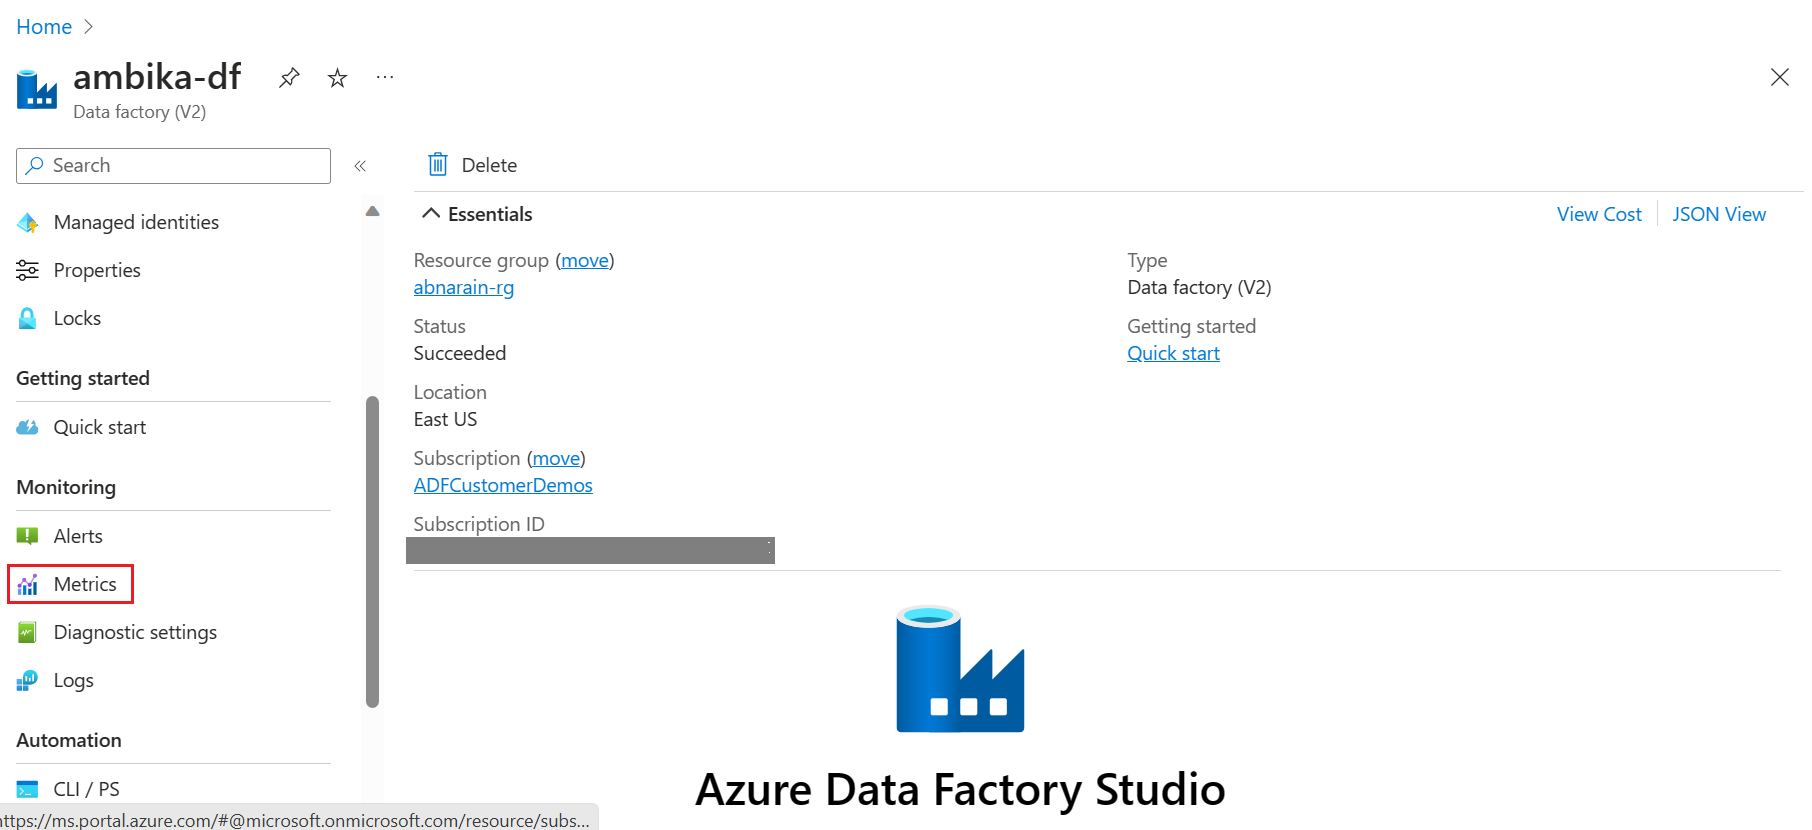 Home
ambika-df
Data factory (V2)
Search
Managed identities
Properties
Locks
Getting started
Quick start
Monitoring
Alerts
Metrics
Diagnostic settings
Logs
Automation
CLI / PS
https://ms.portal.azure.com/#@microsoft.onmicrosoft.com/resource/subs...
Delete
Essentials
View Cost
JSON View
Resource group (move)
abnarain-rg
Status
Succeeded
Location
East US
Subscription (move)
ADFCustomerDemos
Subscription ID
Type
Data factory (V2)
Getting started
Quick start
Azure Data Factory Studio